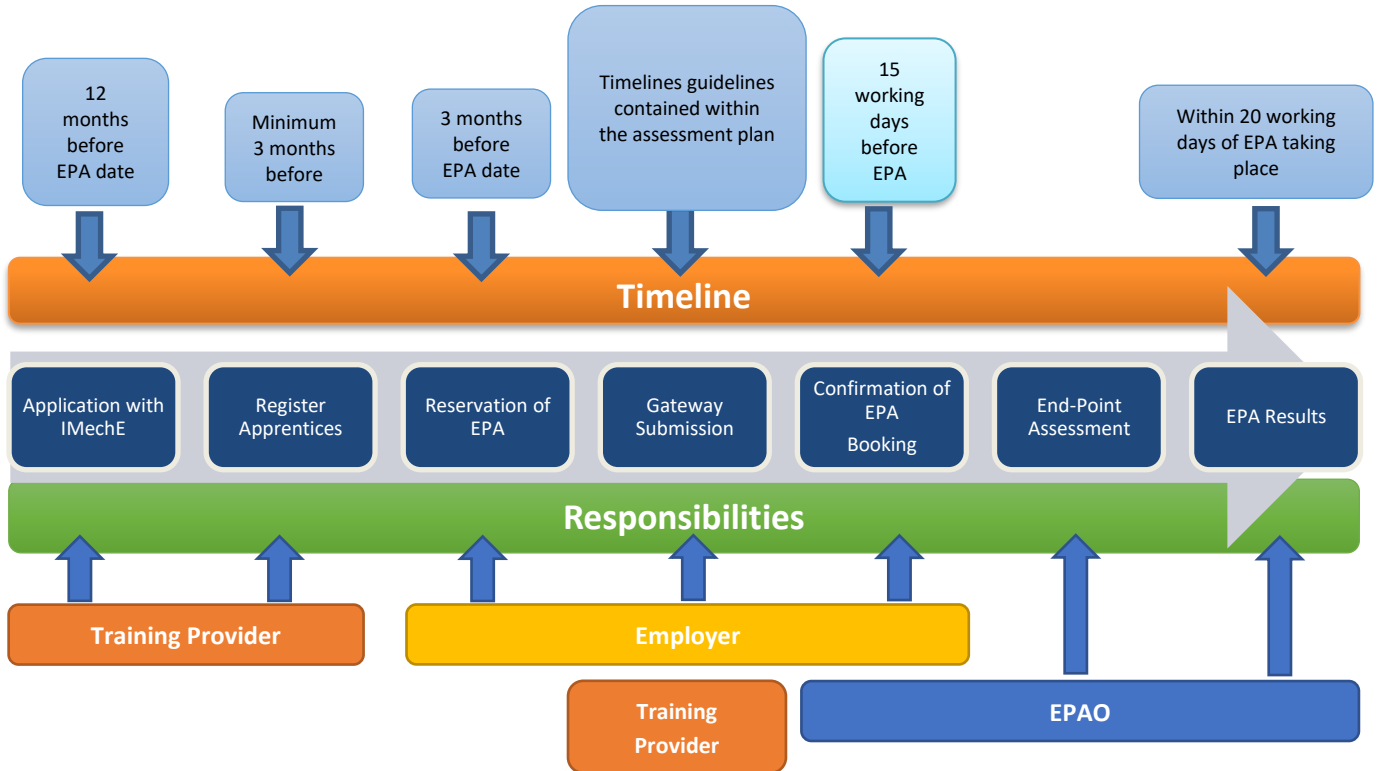 12
months
before
EPA date
Minimum
3 months
before
3 months
before
EPA date
Timelines guidelines
contained within
the assessment plan
15
working
days
before
EPA
Within 20 working
days of EPA taking
place
Timeline
Application with
IMechE
Register
Apprentices
Reservation of
EPA
Gateway
Submission
Confirmation of
EPA
Booking
End-Point
Assessment
EPA Results
Responsibilities
Training Provider
Employer
Training
Provider
EPAO